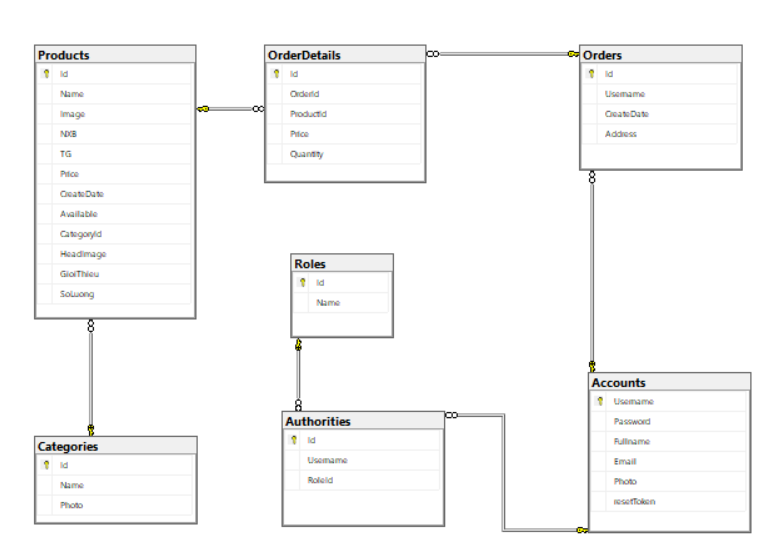 Products
Id
Name
Image
NXB
TG
Price
CreateDate
Available
CategoryId
HeadImage
GioiThieu
SoLuong
OrderDetails
Id
OrderId
ProductId
Price
Quantity
Orders
Id
Username
CreateDate
Address
Roles
Id
Name
Accounts
Username
Password
Fullname
Email
Photo
resetToken
Authorities
Id
Username
RoleId
Categories
Id
Name
Photo